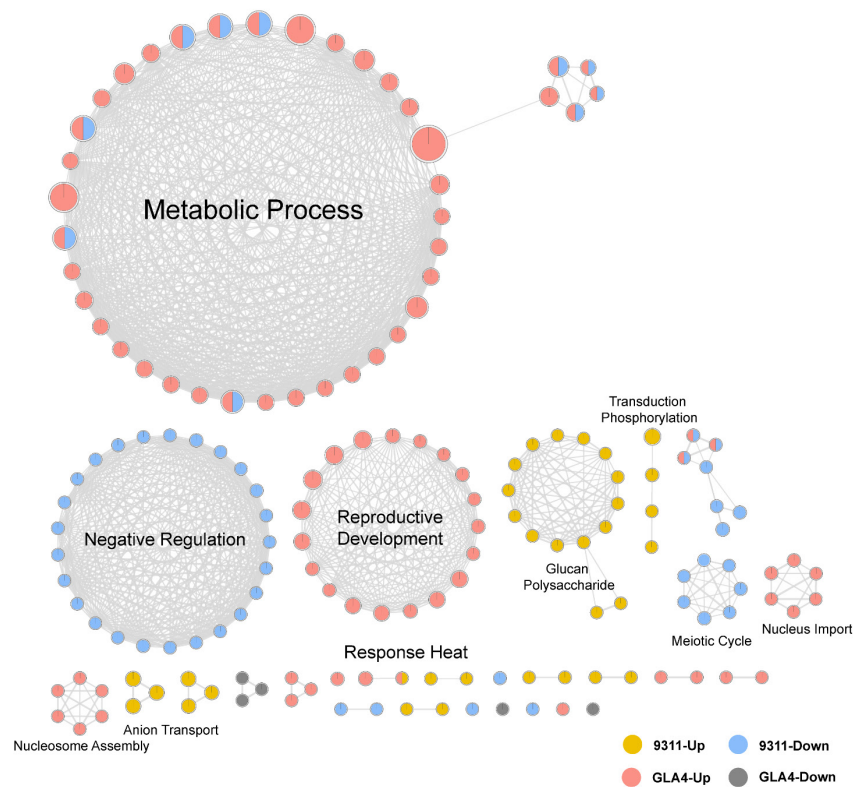 Metabolic Process
Transduction
Phosphorylation
Negative Regulation
Reproductive
Development
Glucan
Polysaccharide
Meiotic Cycle
Nucleus Import
Response Heat
Nucleosome Assembly
Anion Transport
9311-Up
9311-Down
GLA4-Up
GLA4-Down